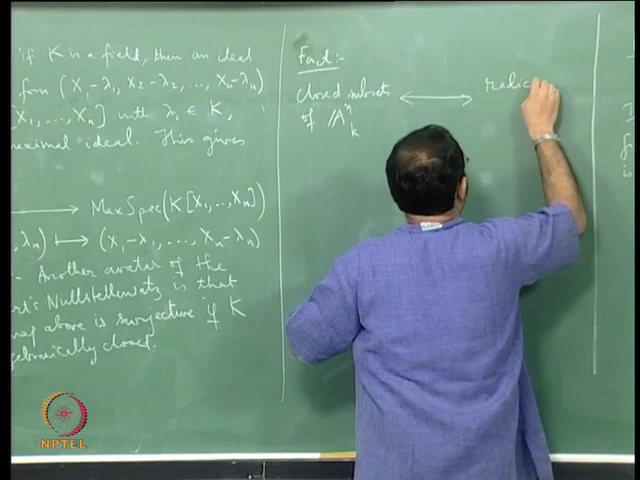 if K is a field, then an ideal
form (X₁-λ₁, X₂-λ₂, ..., Xₙ-λₙ)
[X₁, ..., Xₙ] with λᵢ ∈ K,
maximal ideal. This gives
⟶ MaxSpec(K[X₁, .., Xₙ])
λₙ) ⟼ (X₁-λ₁, ..., Xₙ-λₙ)
:- Another avatar of the
rt's Nullstellensatz is that
map above is surjective if K
gebraically closed.
Fact:-
closed subsets ⟷ radic
of 𝔸ⁿₖ
NPTEL